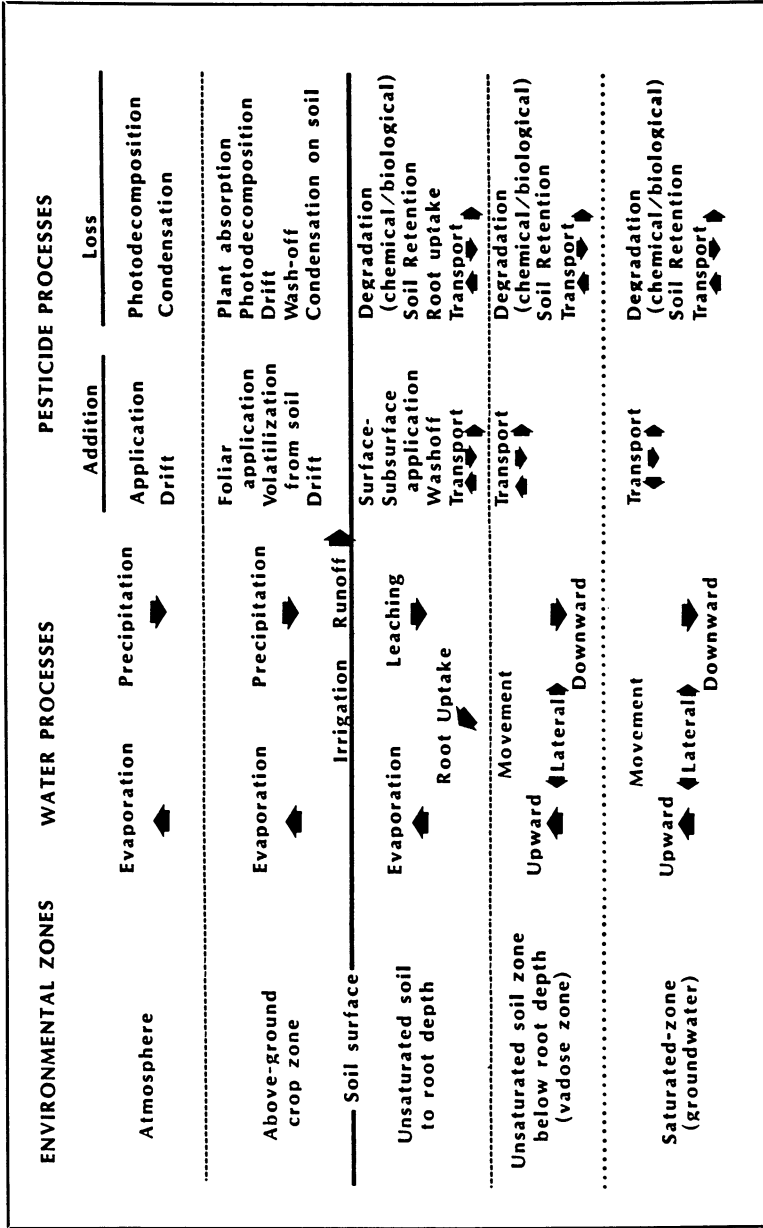 ENVIRONMENTAL ZONES WATER PROCESSES PESTICIDE PROCESSES
Addition Loss
Atmosphere
Evaporation
Precipitation
Application
Drift
Photodecomposition
Condensation
Above-ground
crop zone
Evaporation
Precipitation
Foliar
application
Volatilization
from soil
Drift
Plant absorption
Photodecomposition
Drift
Wash-off
Condensation on soil
Soil surface
Irrigation
Runoff
Unsaturated soil
to root depth
Evaporation
Root Uptake
Leaching
Surface-
Subsurface
application
Washoff
Transport
Degradation
(chemical/biological)
Soil Retention
Root uptake
Transport
Unsaturated soil zone
below root depth
(vadose zone)
Movement
Upward
Lateral
Downward
Transport
Degradation
(chemical/biological)
Soil Retention
Transport
Saturated-zone
(groundwater)
Movement
Upward
Lateral
Downward
Transport
Degradation
(chemical/biological)
Soil Retention
Transport